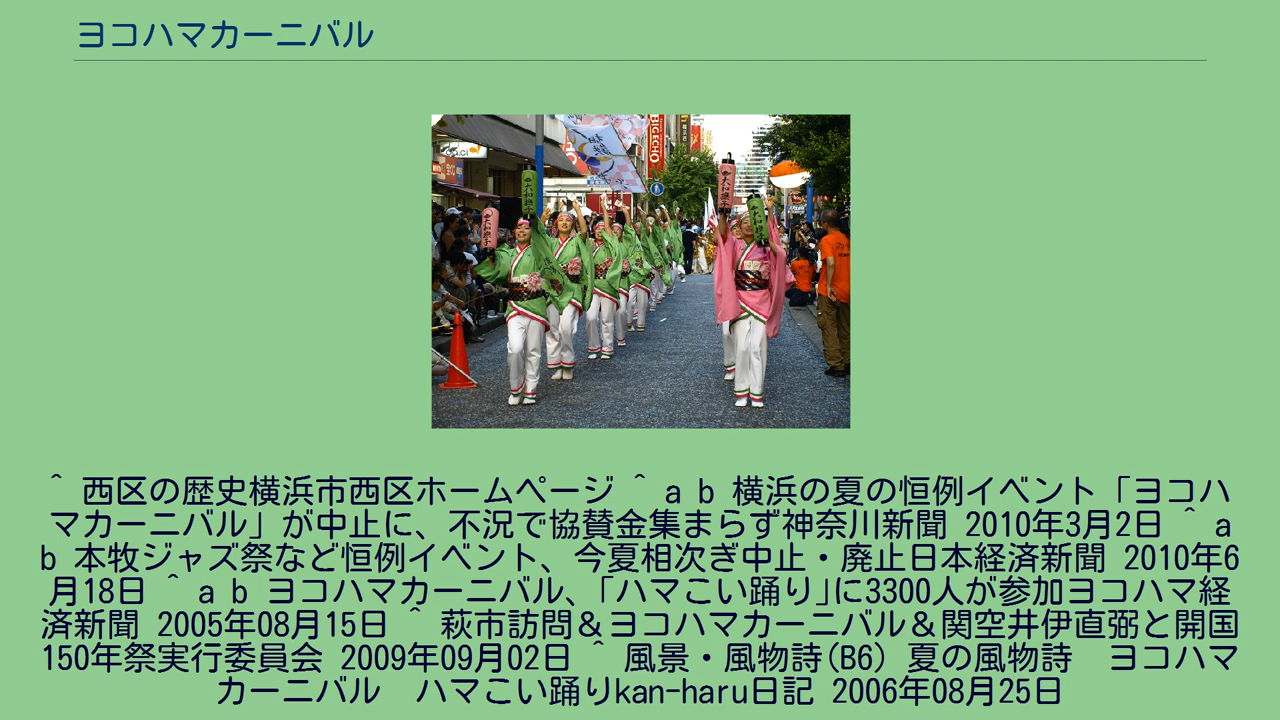 ヨコハマカーニバル
BIGECHO
^ 西区の歴史横浜市西区ホームページ ^ a b 横浜の夏の恒例イベント「ヨコハ
マカーニバル」が中止に、不況で協賛金集まらず神奈川新聞 2010年3月2日 ^ a
b 本牧ジャズ祭など恒例イベント、今夏相次ぎ中止・廃止日本経済新聞 2010年6
月18日 ^ a b ヨコハマカーニバル、「ハマこい踊り」に3300人が参加ヨコハマ経
済新聞 2005年08月15日 ^ 萩市訪問＆ヨコハマカーニバル＆関空井伊直弼と開国
150年祭実行委員会 2009年09月02日 ^ 風景・風物詩(B6) 夏の風物詩　ヨコハマ
カーニバル　ハマこい踊りkan-haru日記 2006年08月25日